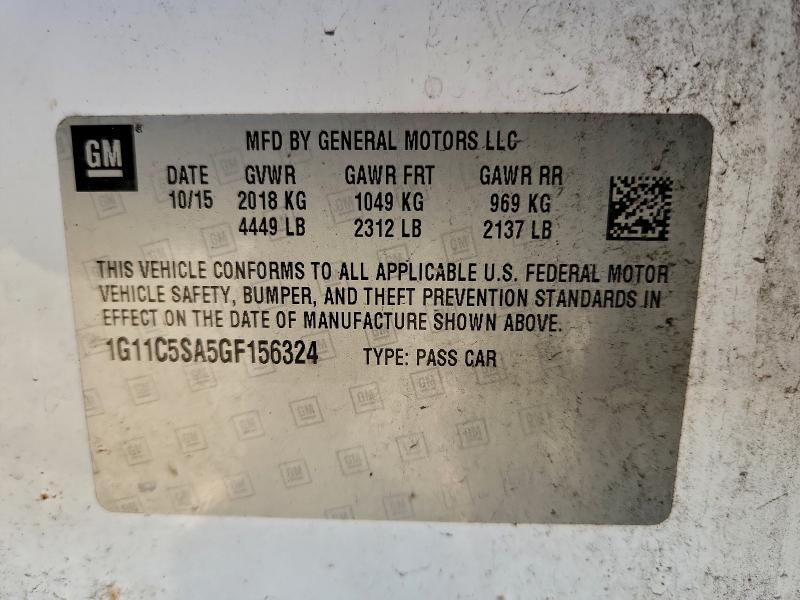 GM
MFD BY GENERAL MOTORS LLC
DATE GVWR GAWR FRT GAWR RR
10/15 2018 KG 1049 KG 969 KG
4449 LB 2312 LB 2137 LB
THIS VEHICLE CONFORMS TO ALL APPLICABLE U.S. FEDERAL MOTOR
VEHICLE SAFETY, BUMPER, AND THEFT PREVENTION STANDARDS IN
EFFECT ON THE DATE OF MANUFACTURE SHOWN ABOVE.
1G11C5SA5GF156324 TYPE: PASS CAR